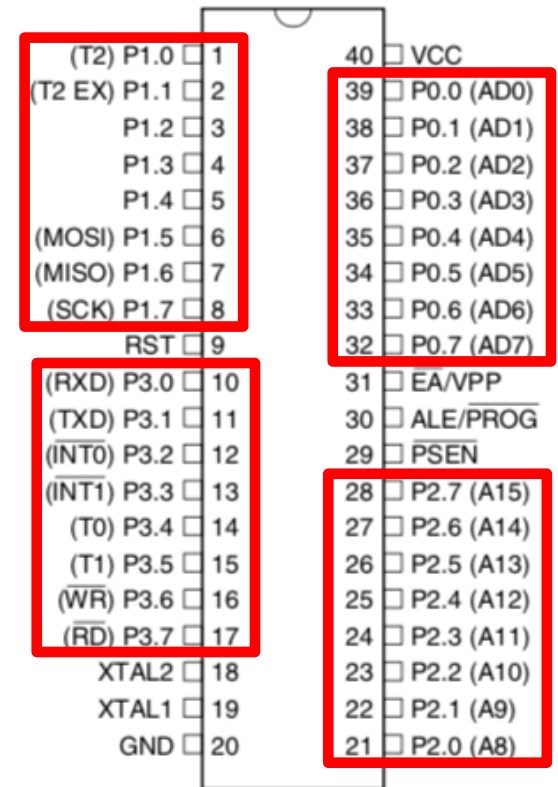 (T2) P1.0 1
(T2 EX) P1.1 2
P1.2 3
P1.3 4
P1.4 5
(MOSI) P1.5 6
(MISO) P1.6 7
(SCK) P1.7 8
RST 9
(RXD) P3.0 10
(TXD) P3.1 11
(INT0) P3.2 12
(INT1) P3.3 13
(T0) P3.4 14
(T1) P3.5 15
(WR) P3.6 16
(RD) P3.7 17
XTAL2 18
XTAL1 19
GND 20
40 VCC
39 P0.0 (AD0)
38 P0.1 (AD1)
37 P0.2 (AD2)
36 P0.3 (AD3)
35 P0.4 (AD4)
34 P0.5 (AD5)
33 P0.6 (AD6)
32 P0.7 (AD7)
31 EA/VPP
30 ALE/PROG
29 PSEN
28 P2.7 (A15)
27 P2.6 (A14)
26 P2.5 (A13)
25 P2.4 (A12)
24 P2.3 (A11)
23 P2.2 (A10)
22 P2.1 (A9)
21 P2.0 (A8)